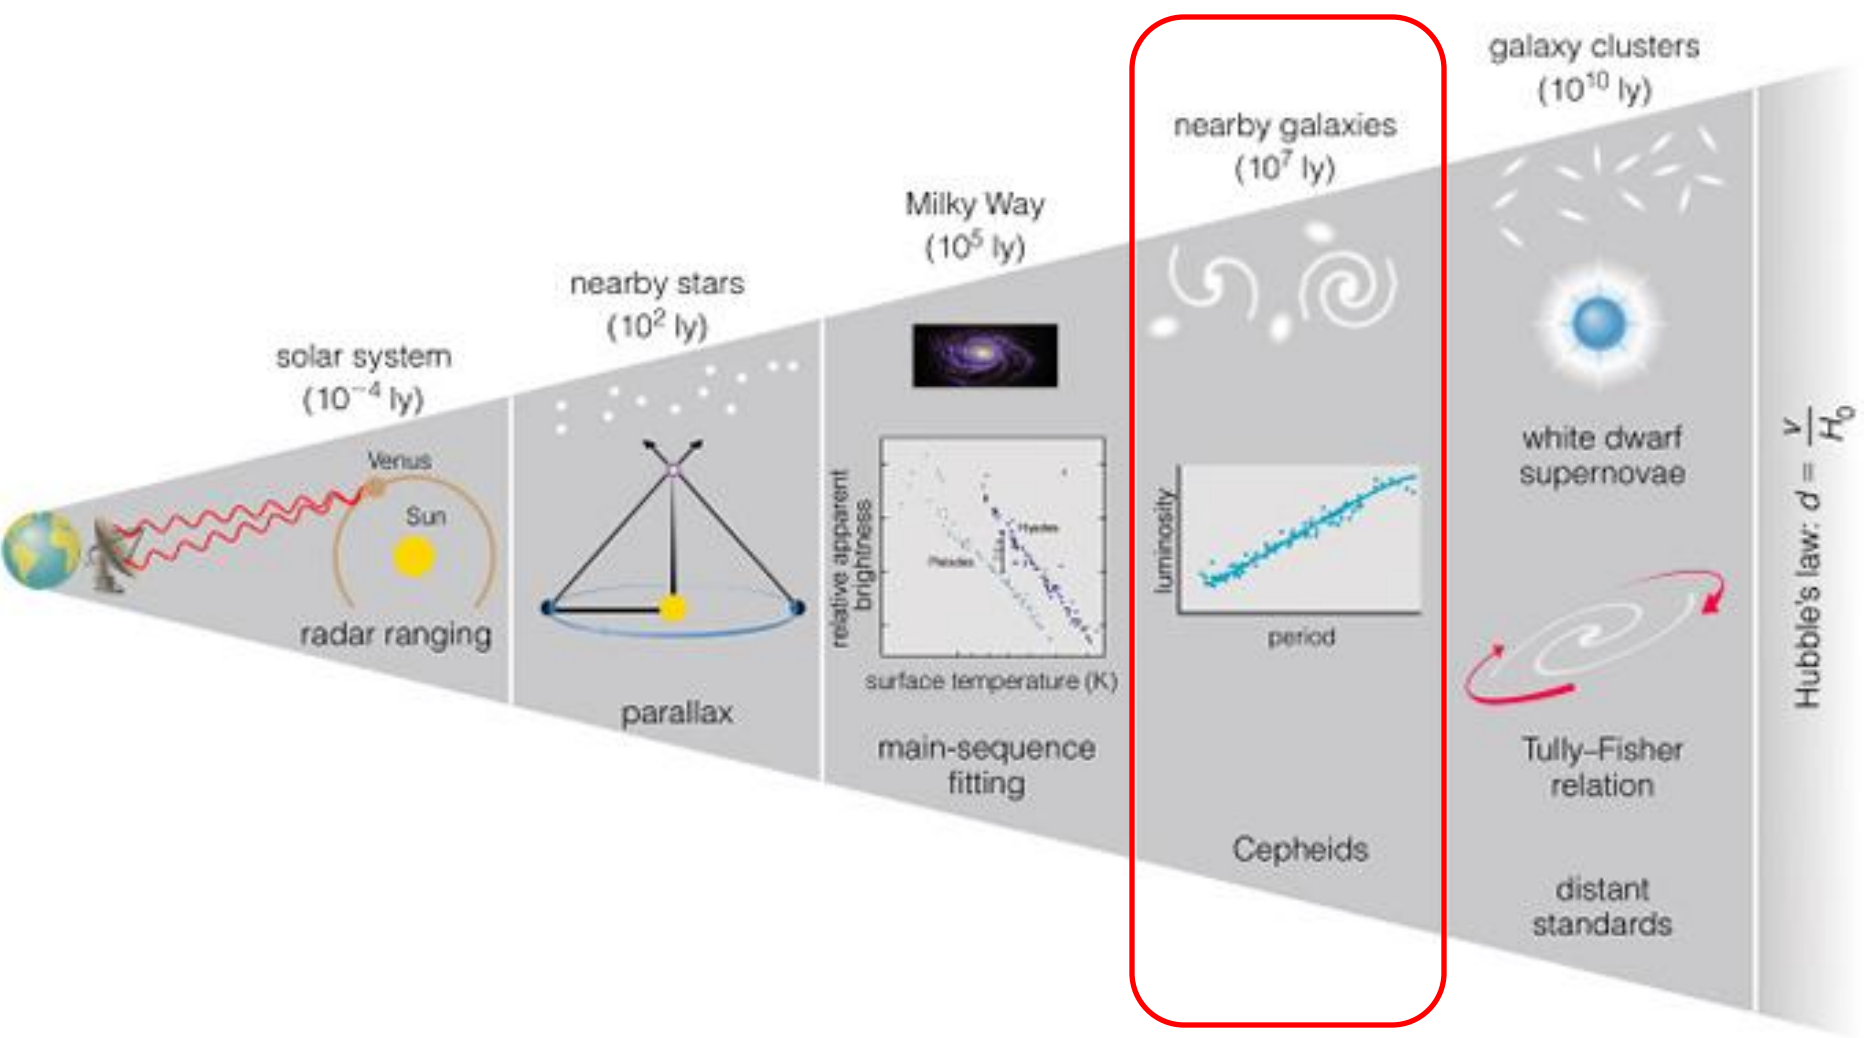 solar system
(10⁻⁴ ly)
Venus
Sun
radar ranging
nearby stars
(10² ly)
parallax
Milky Way
(10⁵ ly)
relative apparent
brightness
Hyades
Pleiades
surface temperature (K)
main-sequence
fitting
nearby galaxies
(10⁷ ly)
luminosity
period
Cepheids
galaxy clusters
(10¹⁰ ly)
white dwarf
supernovae
Tully–Fisher
relation
distant
standards
Hubble's law: d = v/H₀